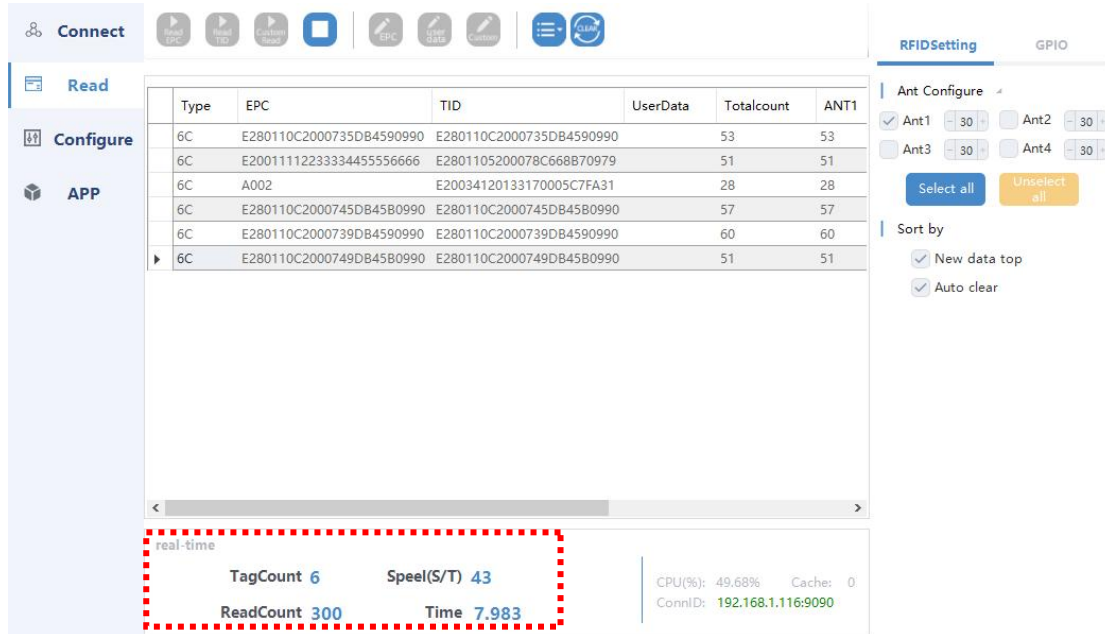 Connect
Read
Configure
APP
Read EPC
Read TID
Custom Read
EPC
user data
Custom
CLEAR
Type EPC TID UserData Totalcount ANT1
6C E280110C2000735DB4590990 E280110C2000735DB4590990 53 53
6C E20011112233334455556666 E2801105200078C668B70979 51 51
6C A002 E20034120133170005C7FA31 28 28
6C E280110C2000745DB45B0990 E280110C2000745DB45B0990 57 57
6C E280110C2000739DB4590990 E280110C2000739DB4590990 60 60
6C E280110C2000749DB45B0990 E280110C2000749DB45B0990 51 51
real-time
TagCount 6 Speel(S/T) 43
ReadCount 300 Time 7.983
CPU(%): 49.68% Cache: 0
ConnID: 192.168.1.116:9090
RFIDSetting GPIO
Ant Configure
Ant1 - 30 + Ant2 - 30 +
Ant3 - 30 + Ant4 - 30 +
Select all Unselect all
Sort by
New data top
Auto clear